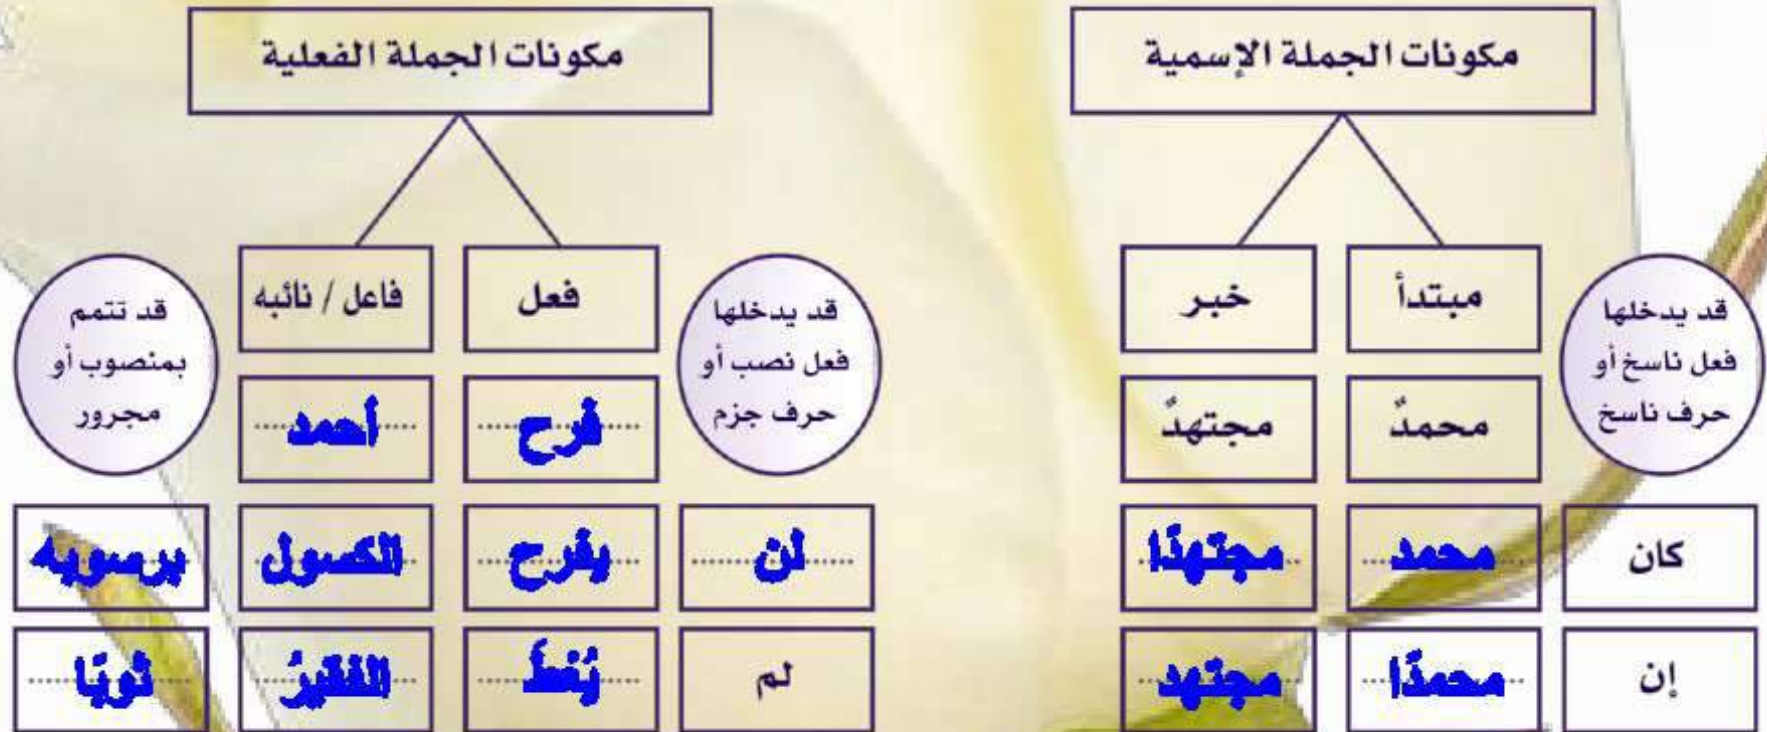 مكونات الجملة الإسمية
مبتدأ
خبر
قد يدخلها
فعل ناسخ أو
حرف ناسخ
محمدٌ
مجتهدٌ
كان
محمد
مجتهدًا
إن
محمدًا
مجتهد
مكونات الجملة الفعلية
قد يدخلها
فعل نصب أو
حرف جزم
فعل
فاعل / نائبه
قد تتمم
بمنصوب أو
مجرور
فرح
أحمد
لن
يفرح
الكسول
برسوبه
لم
يُعطَ
الفقيرُ
ثوبًا